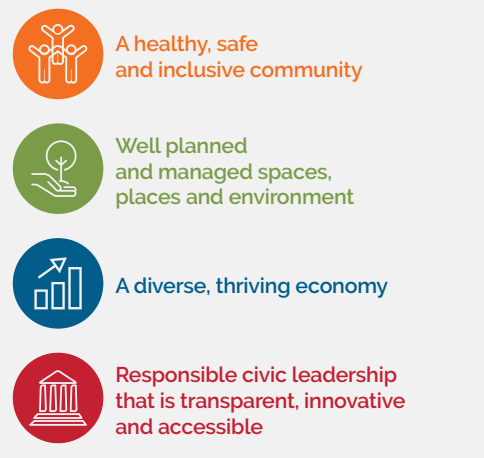 A healthy, safe
and inclusive community
Well planned
and managed spaces,
places and environment
A diverse, thriving economy
Responsible civic leadership
that is transparent, innovative
and accessible